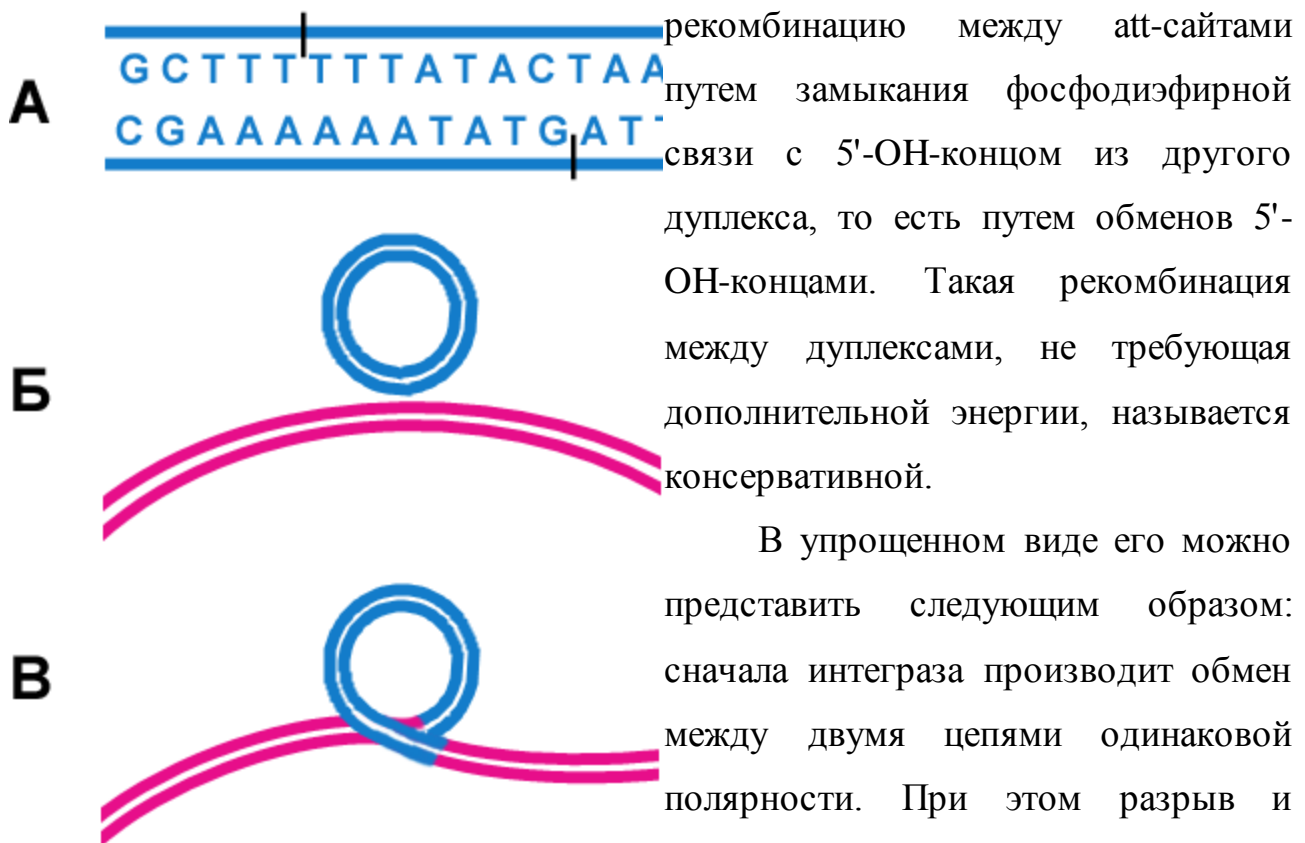 А
GCTTTTTTATACTAA
CGAAAAAATATGATT
Б
В
рекомбинацию между att-сайтами
путем замыкания фосфодиэфирной
связи с 5'-ОН-концом из другого
дуплекса, то есть путем обменов 5'-
ОН-концами. Такая рекомбинация
между дуплексами, не требующая
дополнительной энергии, называется
консервативной.
В упрощенном виде его можно
представить следующим образом:
сначала интеграза производит обмен
между двумя цепями одинаковой
полярности. При этом разрыв и